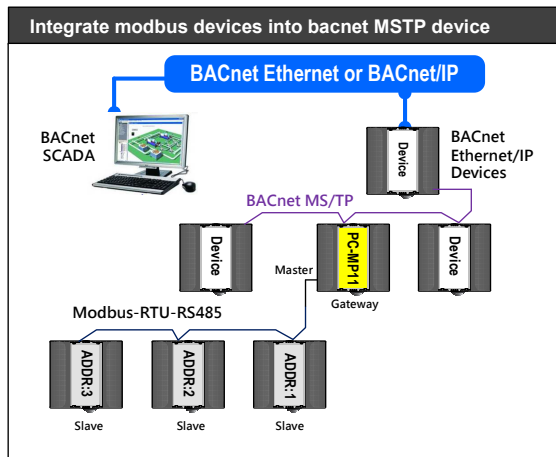 Integrate modbus devices into bacnet MSTP device
BACnet Ethernet or BACnet/IP
BACnet
SCADA
Device
BACnet
Ethernet/IP
Devices
BACnet MS/TP
Device
PC-MP11
Device
Master
Gateway
Modbus-RTU-RS485
ADDR:3
ADDR:2
ADDR:1
Slave
Slave
Slave